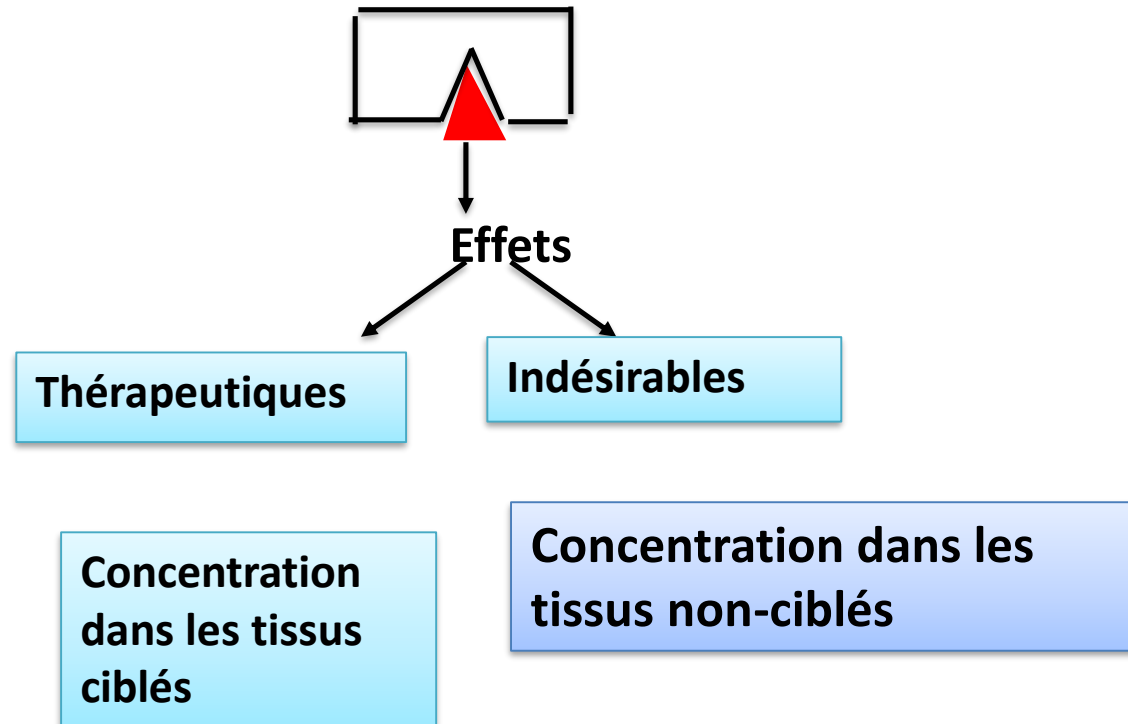 Effets
Thérapeutiques
Indésirables
Concentration
dans les tissus
ciblés
Concentration dans les
tissus non-ciblés